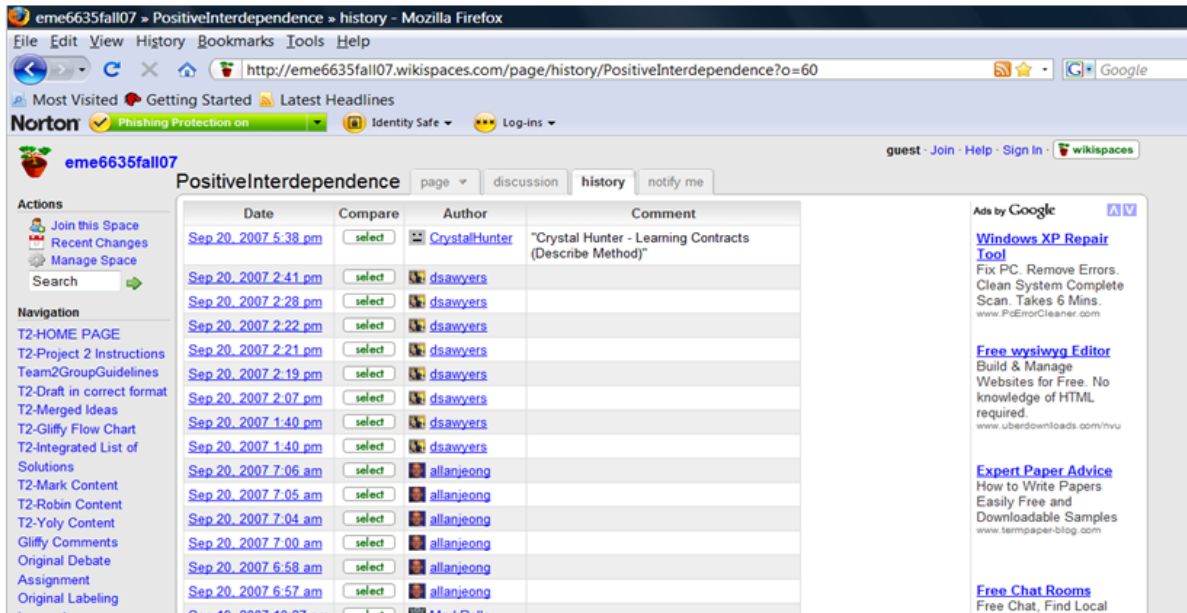 eme6635fall07 » PositiveInterdependence » history - Mozilla Firefox
File Edit View History Bookmarks Tools Help
http://eme6635fall07.wikispaces.com/page/history/PositiveInterdependence?o=60
G Google
Most Visited Getting Started Latest Headlines
Norton Phishing Protection on Identity Safe Log-ins
guest · Join · Help · Sign In · wikispaces
eme6635fall07
PositiveInterdependence page discussion history notify me
Actions
Join this Space
Recent Changes
Manage Space
Search
Navigation
T2-HOME PAGE
T2-Project 2 Instructions
Team2GroupGuidelines
T2-Draft in correct format
T2-Merged Ideas
T2-Gliffy Flow Chart
T2-Integrated List of
Solutions
T2-Mark Content
T2-Robin Content
T2-Yoly Content
Gliffy Comments
Original Debate
Assignment
Original Labeling
Date Compare Author Comment
Sep 20, 2007 5:38 pm select CrystalHunter "Crystal Hunter - Learning Contracts
(Describe Method)"
Sep 20, 2007 2:41 pm select dsawyers
Sep 20, 2007 2:28 pm select dsawyers
Sep 20, 2007 2:22 pm select dsawyers
Sep 20, 2007 2:21 pm select dsawyers
Sep 20, 2007 2:19 pm select dsawyers
Sep 20, 2007 2:07 pm select dsawyers
Sep 20, 2007 1:40 pm select dsawyers
Sep 20, 2007 1:40 pm select dsawyers
Sep 20, 2007 7:06 am select allanjeong
Sep 20, 2007 7:05 am select allanjeong
Sep 20, 2007 7:04 am select allanjeong
Sep 20, 2007 7:00 am select allanjeong
Sep 20, 2007 6:58 am select allanjeong
Sep 20, 2007 6:57 am select allanjeong
Ads by Google
Windows XP Repair
Tool
Fix PC. Remove Errors.
Clean System Complete
Scan. Takes 6 Mins.
www.PcErrorCleaner.com
Free wysiwyg Editor
Build & Manage
Websites for Free. No
knowledge of HTML
required.
www.uberdownloads.com/nvu
Expert Paper Advice
How to Write Papers
Easily Free and
Downloadable Samples
www.termpaper-blog.com
Free Chat Rooms
Free Chat, Find Local